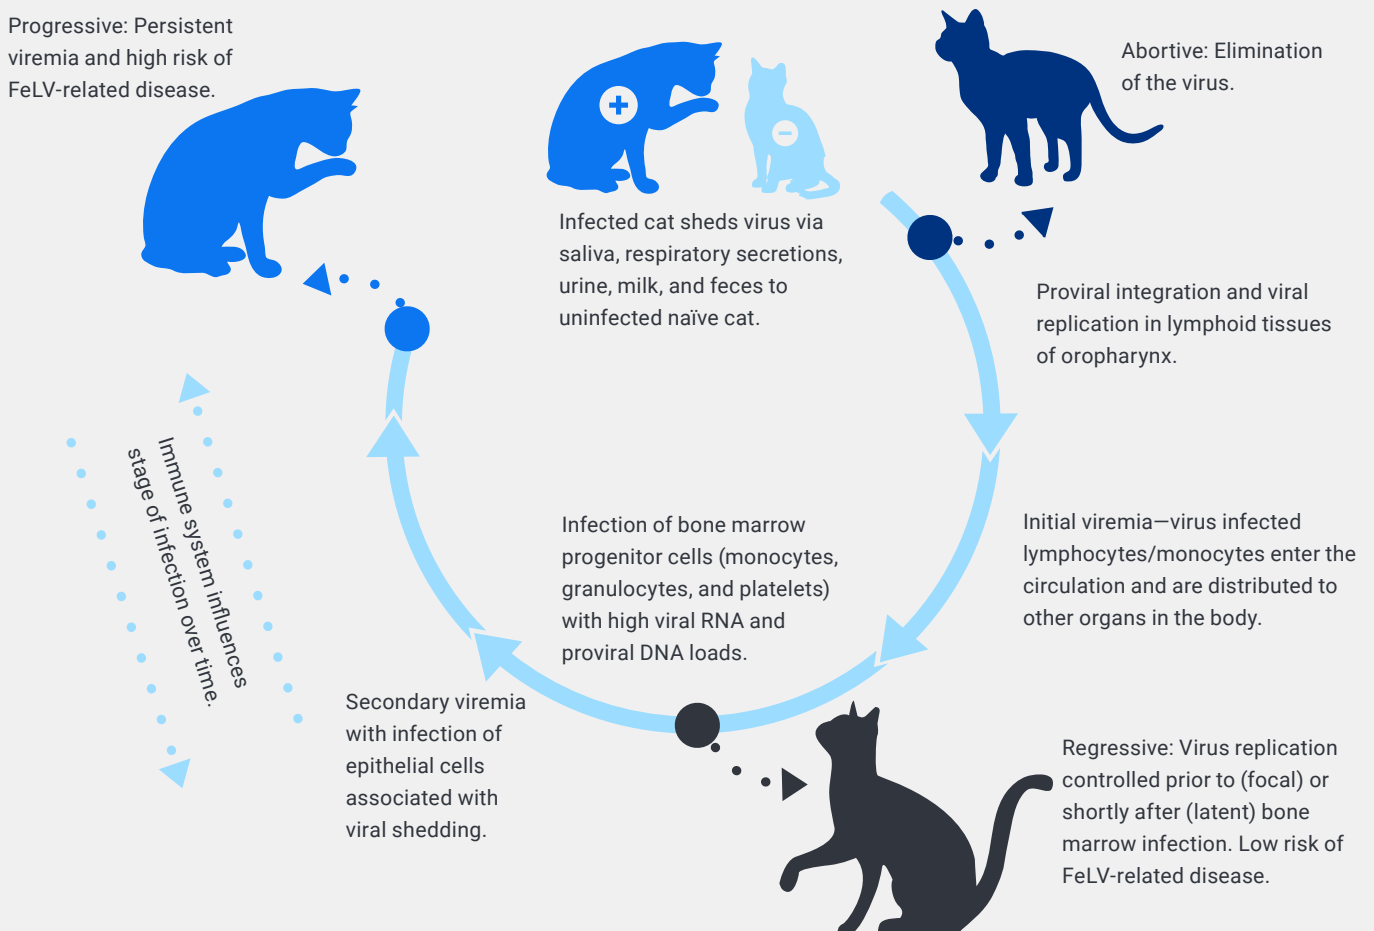 Progressive: Persistent
viremia and high risk of
FeLV-related disease.
+
−
Infected cat sheds virus via
saliva, respiratory secretions,
urine, milk, and feces to
uninfected naïve cat.
Abortive: Elimination
of the virus.
Proviral integration and viral
replication in lymphoid tissues
of oropharynx.
Initial viremia—virus infected
lymphocytes/monocytes enter the
circulation and are distributed to
other organs in the body.
Infection of bone marrow
progenitor cells (monocytes,
granulocytes, and platelets)
with high viral RNA and
proviral DNA loads.
Regressive: Virus replication
controlled prior to (focal) or
shortly after (latent) bone
marrow infection. Low risk of
FeLV-related disease.
Secondary viremia
with infection of
epithelial cells
associated with
viral shedding.
Immune system influences
stage of infection over time.